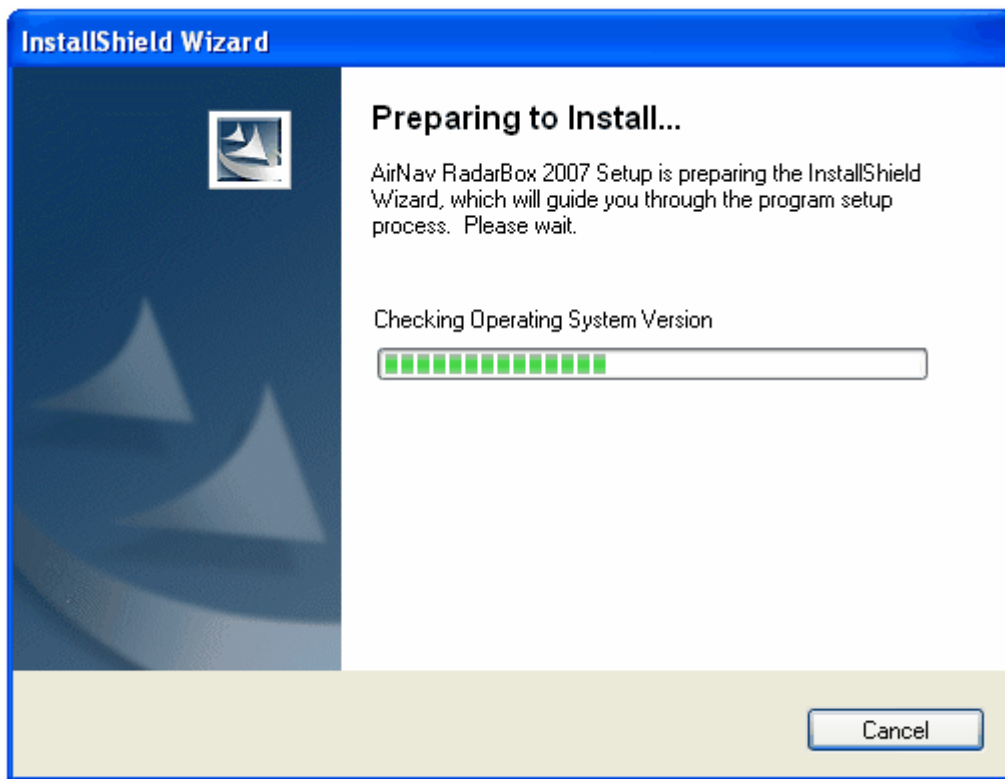 InstallShield Wizard
Preparing to Install...
AirNav RadarBox 2007 Setup is preparing the InstallShield
Wizard, which will guide you through the program setup
process.  Please wait.
Checking Operating System Version
Cancel